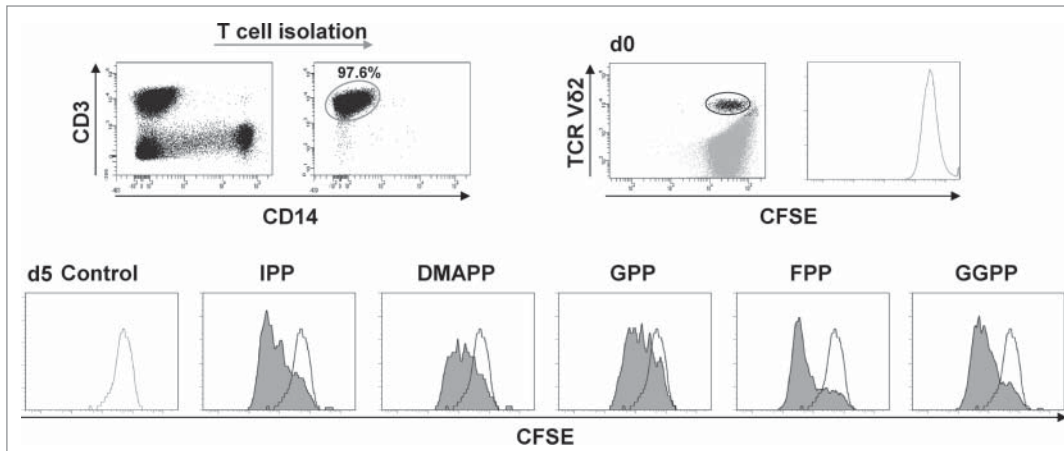 T cell isolation
97.6%
CD3
CD14
d0
TCR Vδ2
CFSE
d5 Control
IPP
DMAPP
GPP
FPP
GGPP
CFSE